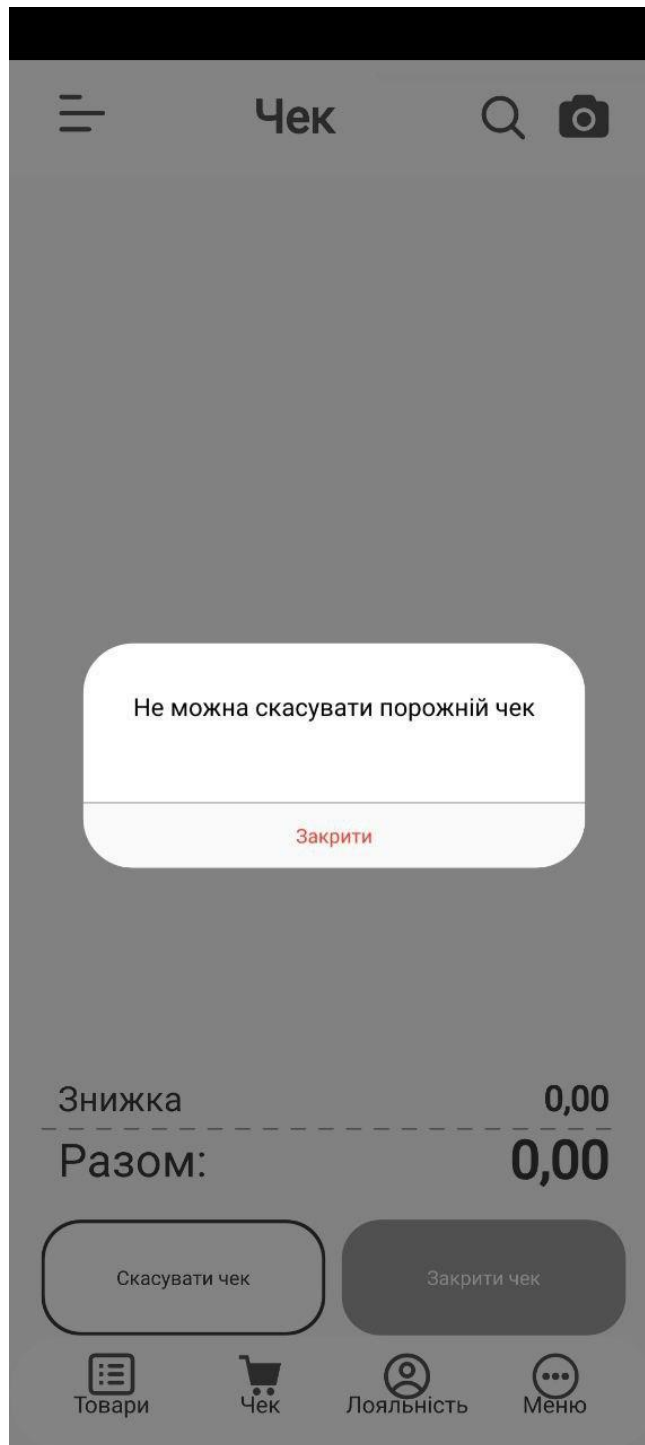 Чек
Не можна скасувати порожній чек
Закрити
Знижка 0,00
Разом: 0,00
Скасувати чек Закрити чек
Товари Чек Лояльність Меню